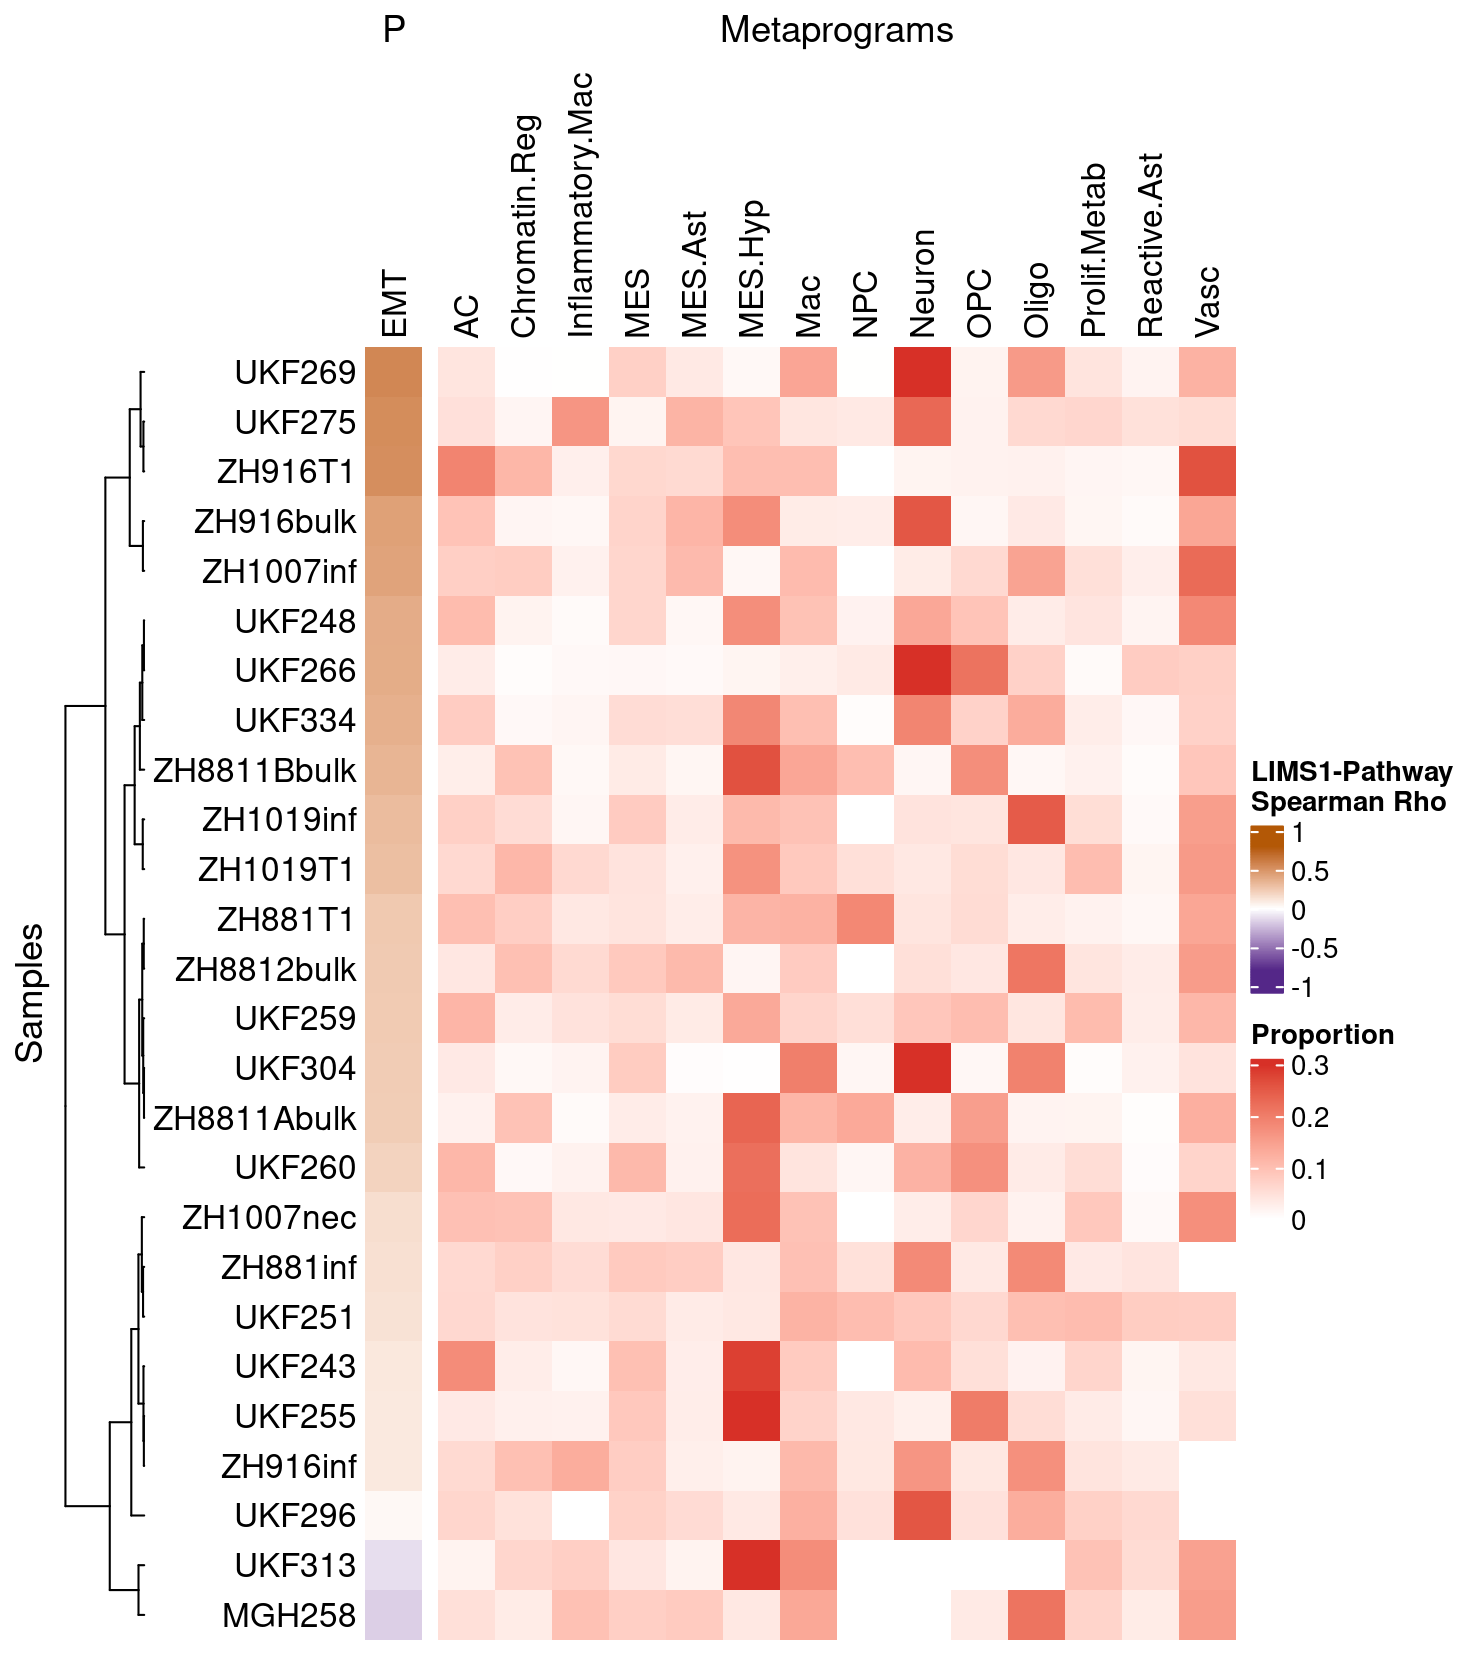 P
Metaprograms
EMT
AC
Chromatin.Reg
Inflammatory.Mac
MES
MES.Ast
MES.Hyp
Mac
NPC
Neuron
OPC
Oligo
Prolif.Metab
Reactive.Ast
Vasc
Samples
UKF269
UKF275
ZH916T1
ZH916bulk
ZH1007inf
UKF248
UKF266
UKF334
ZH8811Bbulk
ZH1019inf
ZH1019T1
ZH881T1
ZH8812bulk
UKF259
UKF304
ZH8811Abulk
UKF260
ZH1007nec
ZH881inf
UKF251
UKF243
UKF255
ZH916inf
UKF296
UKF313
MGH258
LIMS1-Pathway
Spearman Rho
1
0.5
0
-0.5
-1
Proportion
0.3
0.2
0.1
0